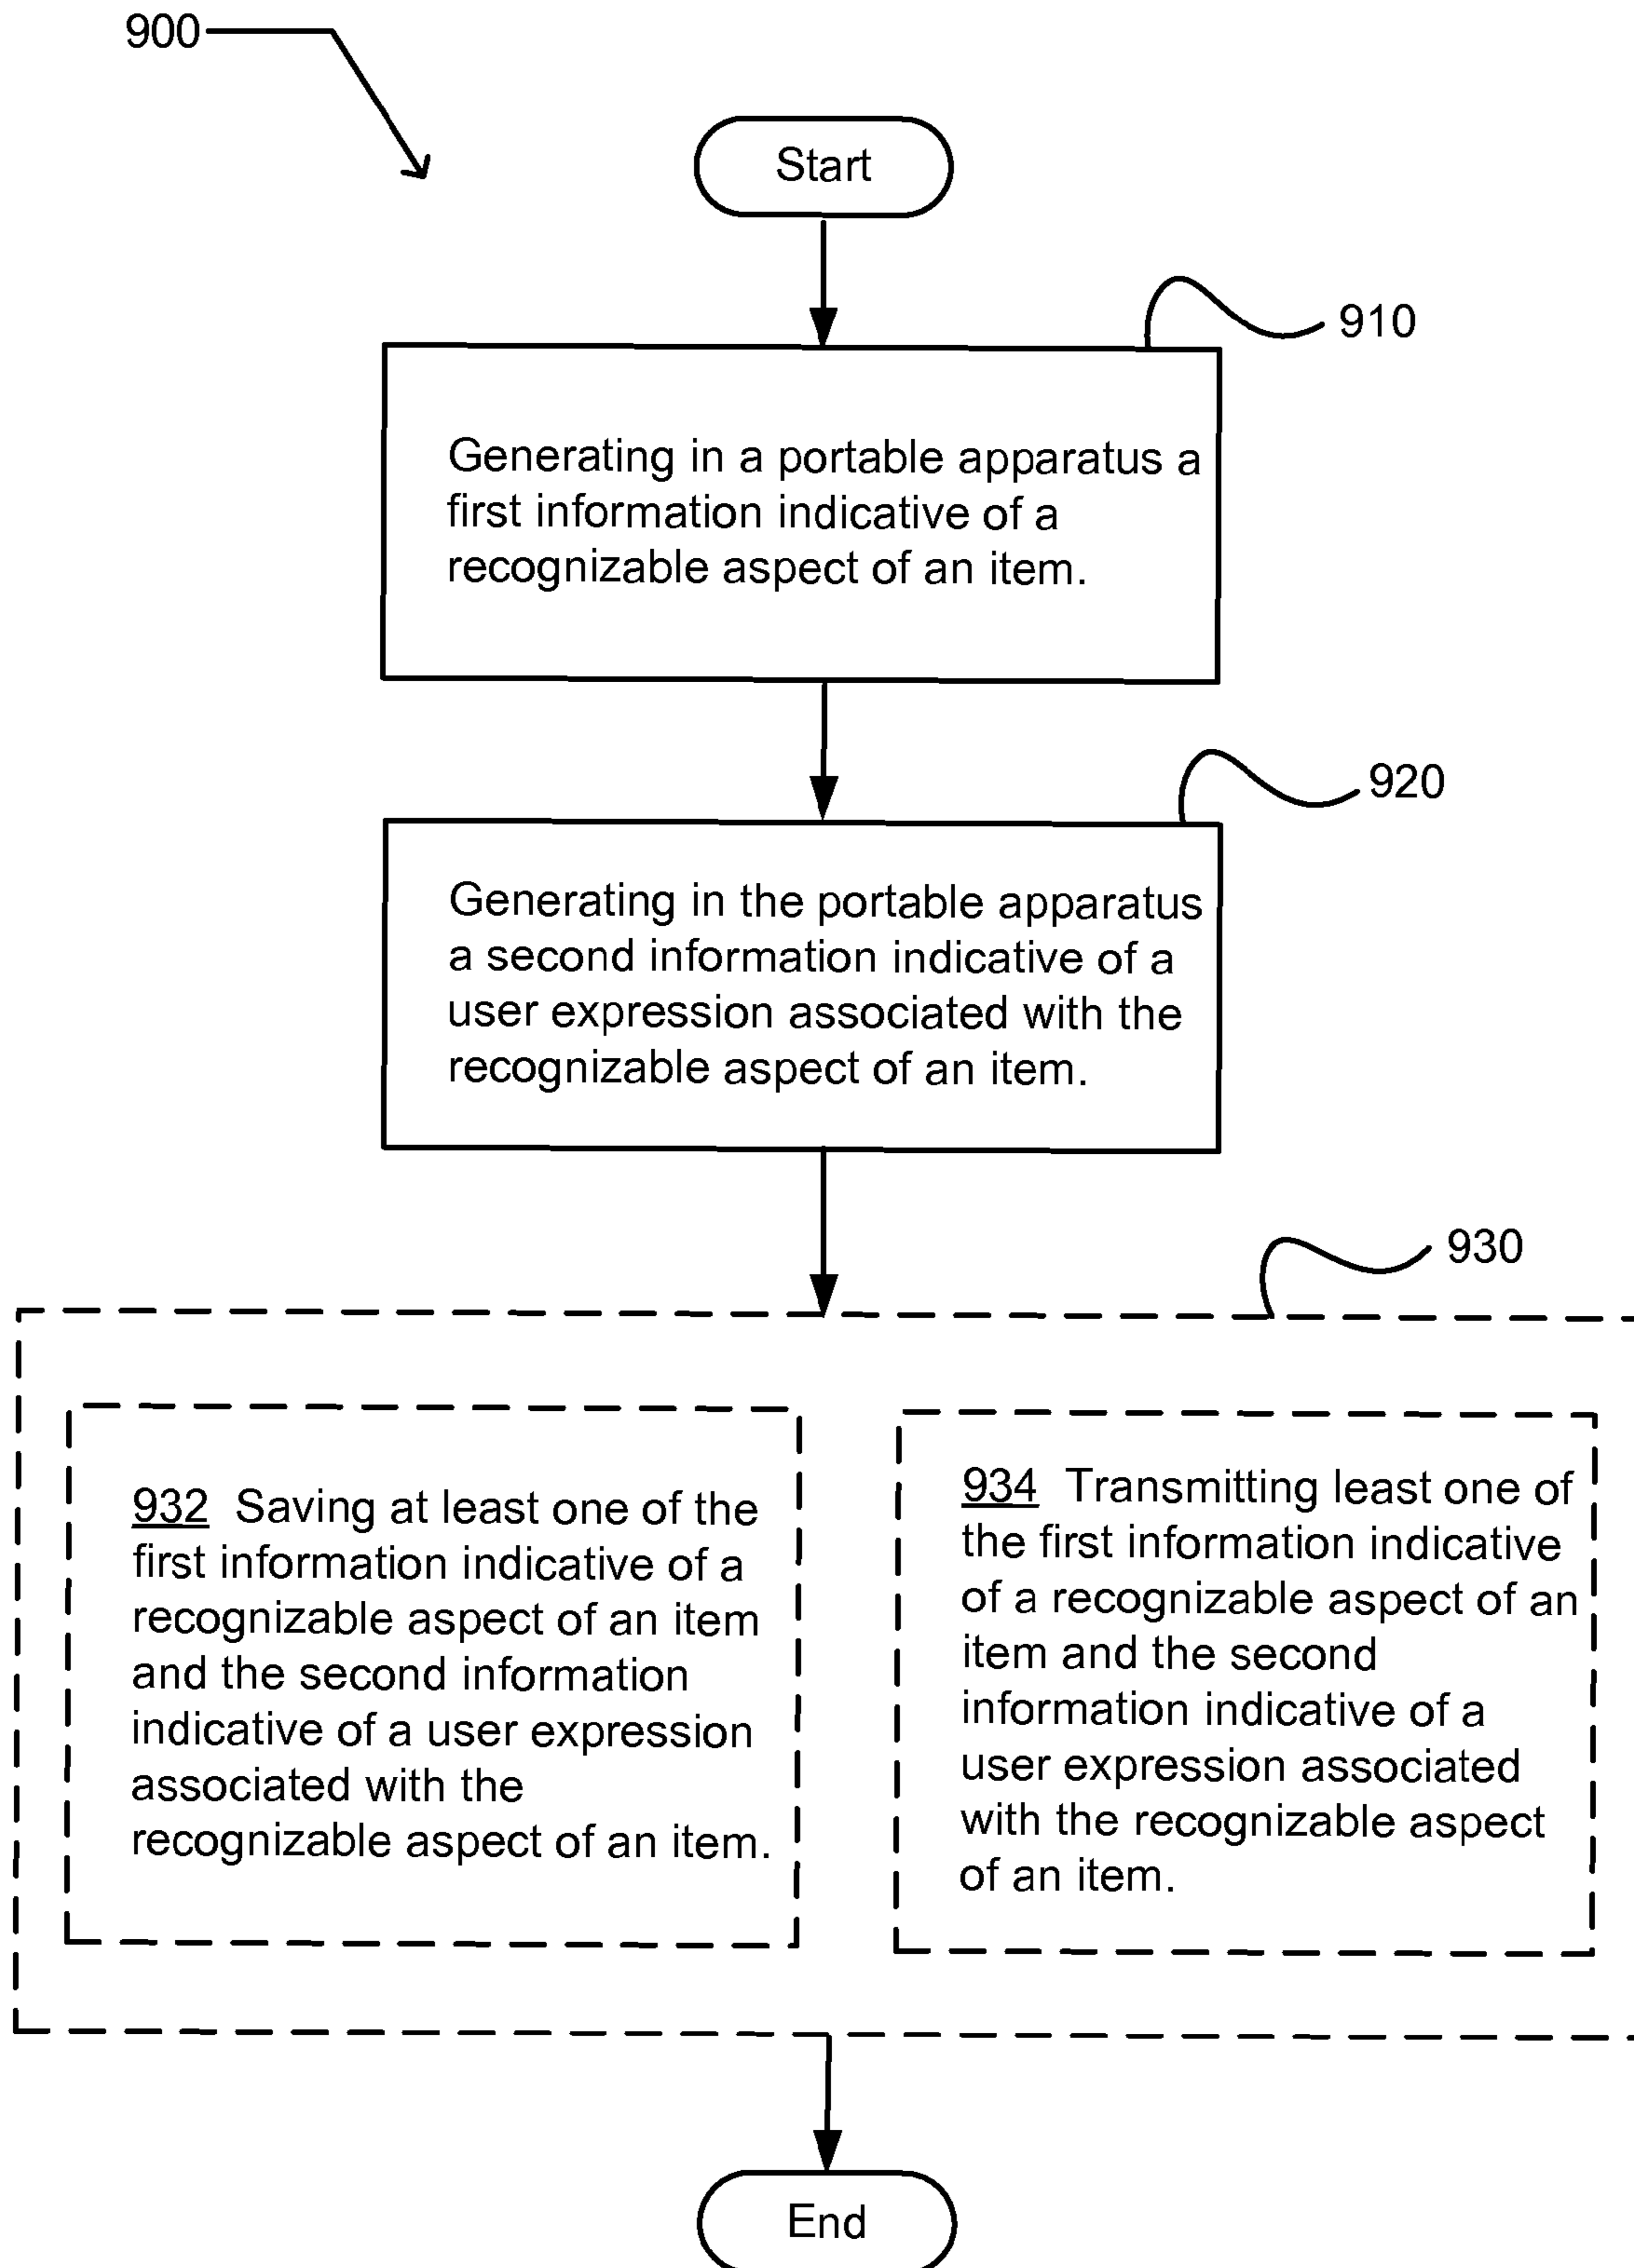 900
Start
910
Generating in a portable apparatus a
first information indicative of a
recognizable aspect of an item.
920
Generating in the portable apparatus
a second information indicative of a
user expression associated with the
recognizable aspect of an item.
930
932 Saving at least one of the
first information indicative of a
recognizable aspect of an item
and the second information
indicative of a user expression
associated with the
recognizable aspect of an item.
934 Transmitting least one of
the first information indicative
of a recognizable aspect of an
item and the second
information indicative of a
user expression associated
with the recognizable aspect
of an item.
End